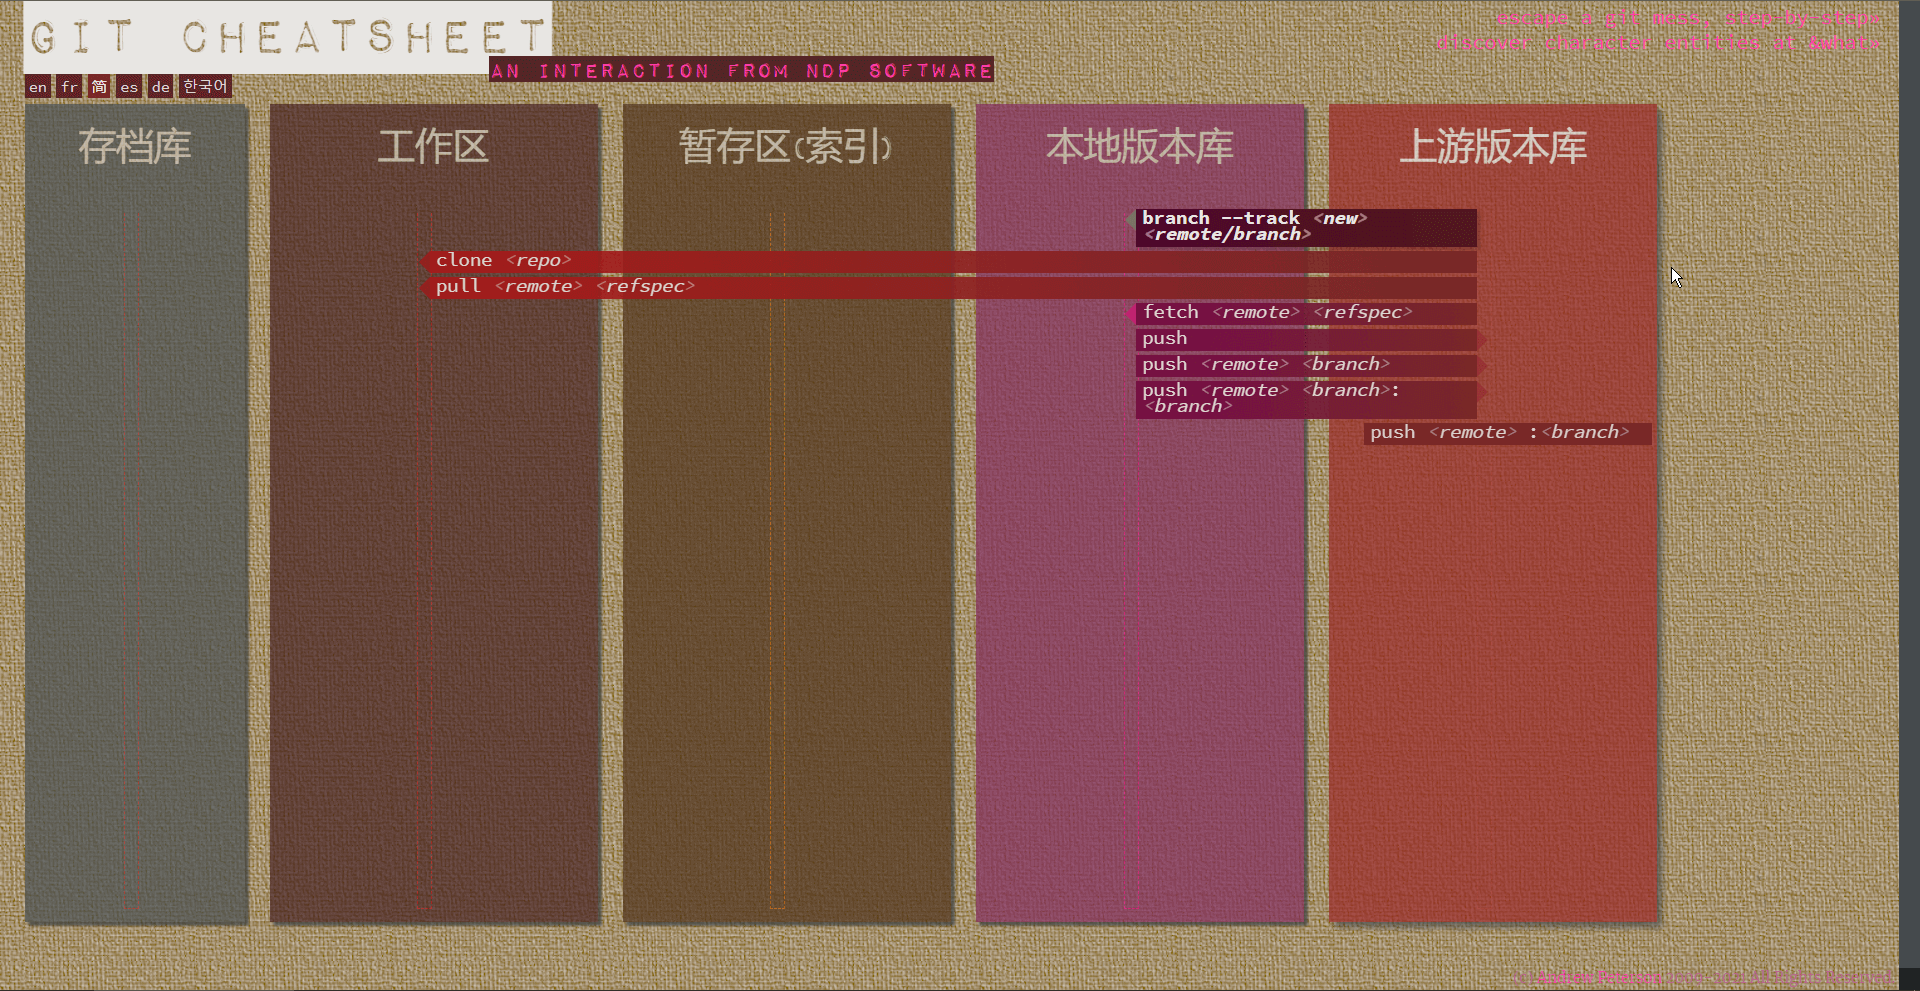 GIT CHEATSHEET
escape a git mess, step by step»
discover character entities at &what»
AN INTERACTION FROM NDP SOFTWARE
en fr 简 es de 한국어
存档库 工作区 暂存区(索引) 本地版本库 上游版本库
branch --track <new>
<remote/branch>
clone <repo>
pull <remote> <refspec>
fetch <remote> <refspec>
push
push <remote> <branch>
push <remote> <branch>:
<branch>
push <remote> :<branch>